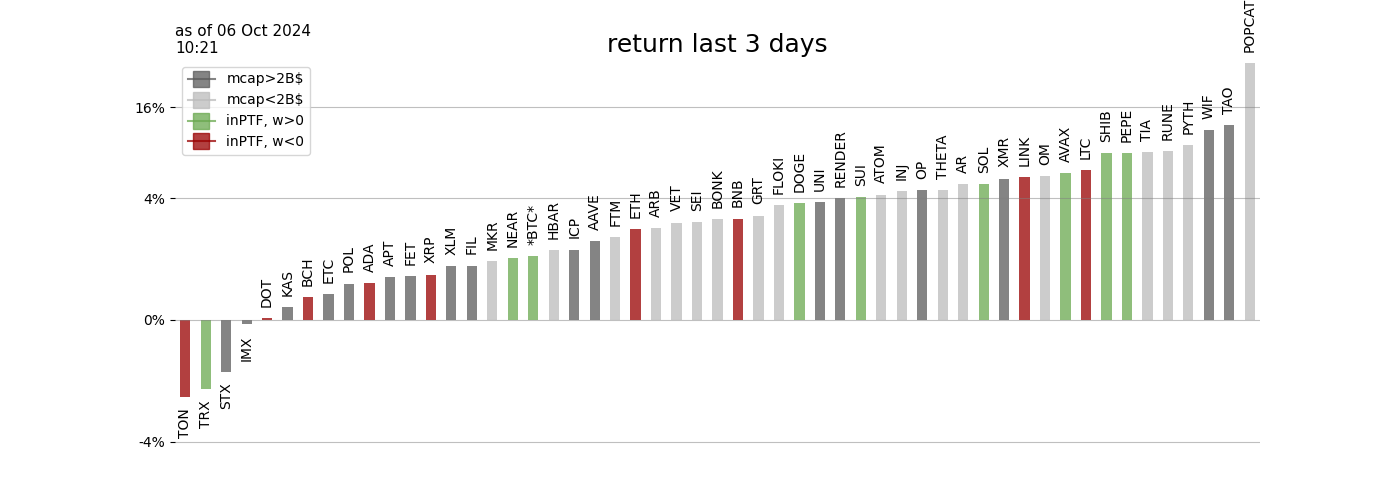 as of 06 Oct 2024
10:21
return last 3 days
mcap>2B$
mcap<2B$
inPTF, w>0
inPTF, w<0
16%
4%
0%
-4%
TON
TRX
STX
IMX
DOT
KAS
BCH
ETC
POL
ADA
APT
FET
XRP
XLM
FIL
MKR
NEAR
*BTC*
HBAR
ICP
AAVE
FTM
ETH
ARB
VET
SEI
BONK
BNB
GRT
FLOKI
DOGE
UNI
RENDER
SUI
ATOM
INJ
OP
THETA
AR
SOL
XMR
LINK
OM
AVAX
LTC
SHIB
PEPE
TIA
RUNE
PYTH
WIF
TAO
POPCAT